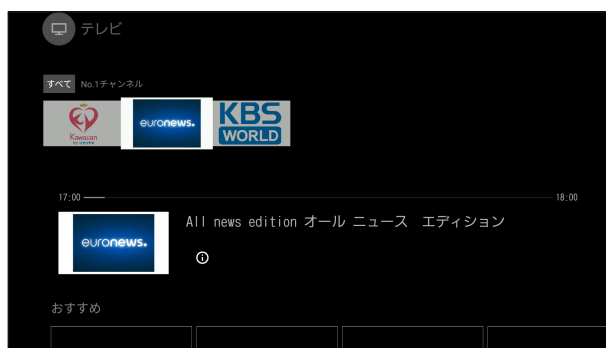 テレビ
すべて No.1チャンネル
Kawaiian
euronews.
KBS
WORLD
17:00 18:00
All news edition オール ニュース　エディション
euronews.
おすすめ